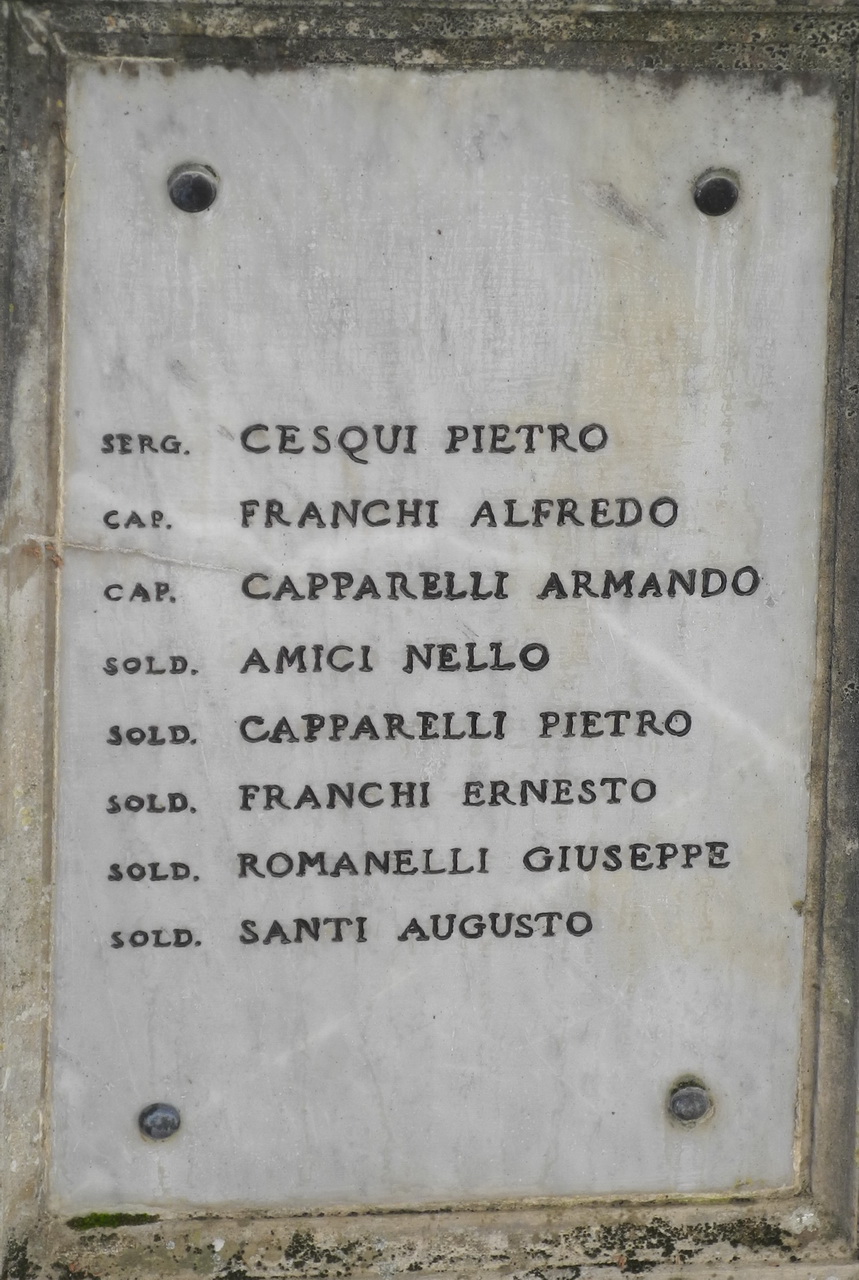 SERG. CESQUI PIETRO
CAP. FRANCHI ALFREDO
CAP. CAPPARELLI ARMANDO
SOLD. AMICI NELLO
SOLD. CAPPARELLI PIETRO
SOLD. FRANCHI ERNESTO
SOLD. ROMANELLI GIUSEPPE
SOLD. SANTI AUGUSTO